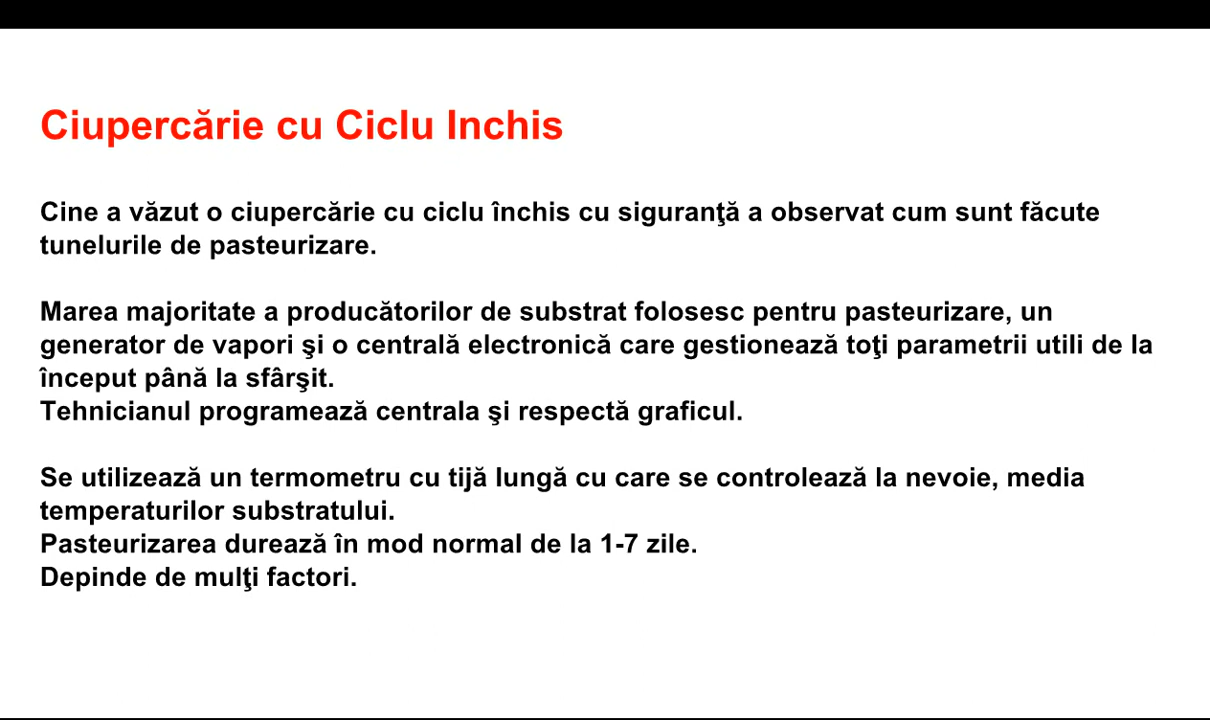 Ciupercărie cu Ciclu Inchis
Cine a văzut o ciupercărie cu ciclu închis cu siguranţă a observat cum sunt făcute
tunelurile de pasteurizare.
Marea majoritate a producătorilor de substrat folosesc pentru pasteurizare, un
generator de vapori şi o centrală electronică care gestionează toţi parametrii utili de la
început până la sfârşit.
Tehnicianul programează centrala şi respectă graficul.
Se utilizează un termometru cu tijă lungă cu care se controlează la nevoie, media
temperaturilor substratului.
Pasteurizarea durează în mod normal de la 1-7 zile.
Depinde de mulţi factori.